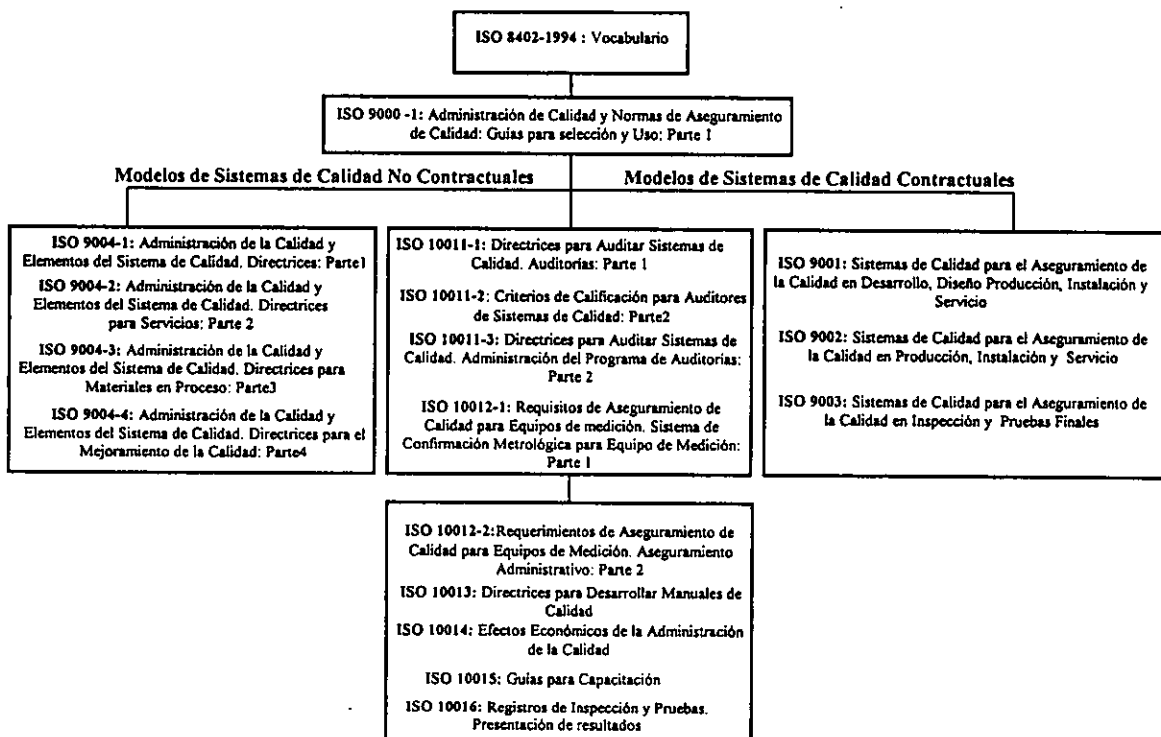 ISO 8402-1994 : Vocabulario
ISO 9000 -1: Administración de Calidad y Normas de Aseguramiento
de Calidad: Guías para selección y Uso: Parte 1
Modelos de Sistemas de Calidad No Contractuales
Modelos de Sistemas de Calidad Contractuales
ISO 9004-1: Administración de la Calidad y
Elementos del Sistema de Calidad. Directrices: Parte1
ISO 9004-2: Administración de la Calidad y
Elementos del Sistema de Calidad. Directrices
para Servicios: Parte 2
ISO 9004-3: Administración de la Calidad y
Elementos del Sistema de Calidad. Directrices para
Materiales en Proceso: Parte3
ISO 9004-4: Administración de la Calidad y
Elementos del Sistema de Calidad. Directrices para el
Mejoramiento de la Calidad: Parte4
ISO 10011-1: Directrices para Auditar Sistemas de
Calidad. Auditorías: Parte 1
ISO 10011-2: Criterios de Calificación para Auditores
de Sistemas de Calidad: Parte2
ISO 10011-3: Directrices para Auditar Sistemas de
Calidad. Administración del Programa de Auditorias:
Parte 2
ISO 10012-1: Requisitos de Aseguramiento de
Calidad para Equipos de medición. Sistema de
Confirmación Metrológica para Equipo de Medición:
Parte 1
ISO 9001: Sistemas de Calidad para el Aseguramiento de
la Calidad en Desarrollo, Diseño Producción, Instalación y
Servicio
ISO 9002: Sistemas de Calidad para el Aseguramiento de
la Calidad en Producción, Instalación y Servicio
ISO 9003: Sistemas de Calidad para el Aseguramiento de
la Calidad en Inspección y Pruebas Finales
ISO 10012-2:Requerimientos de Aseguramiento de
Calidad para Equipos de Medición. Aseguramiento
Administrativo: Parte 2
ISO 10013: Directrices para Desarrollar Manuales de
Calidad
ISO 10014: Efectos Económicos de la Administración
de la Calidad
ISO 10015: Guías para Capacitación
ISO 10016: Registros de Inspección y Pruebas.
Presentación de resultados